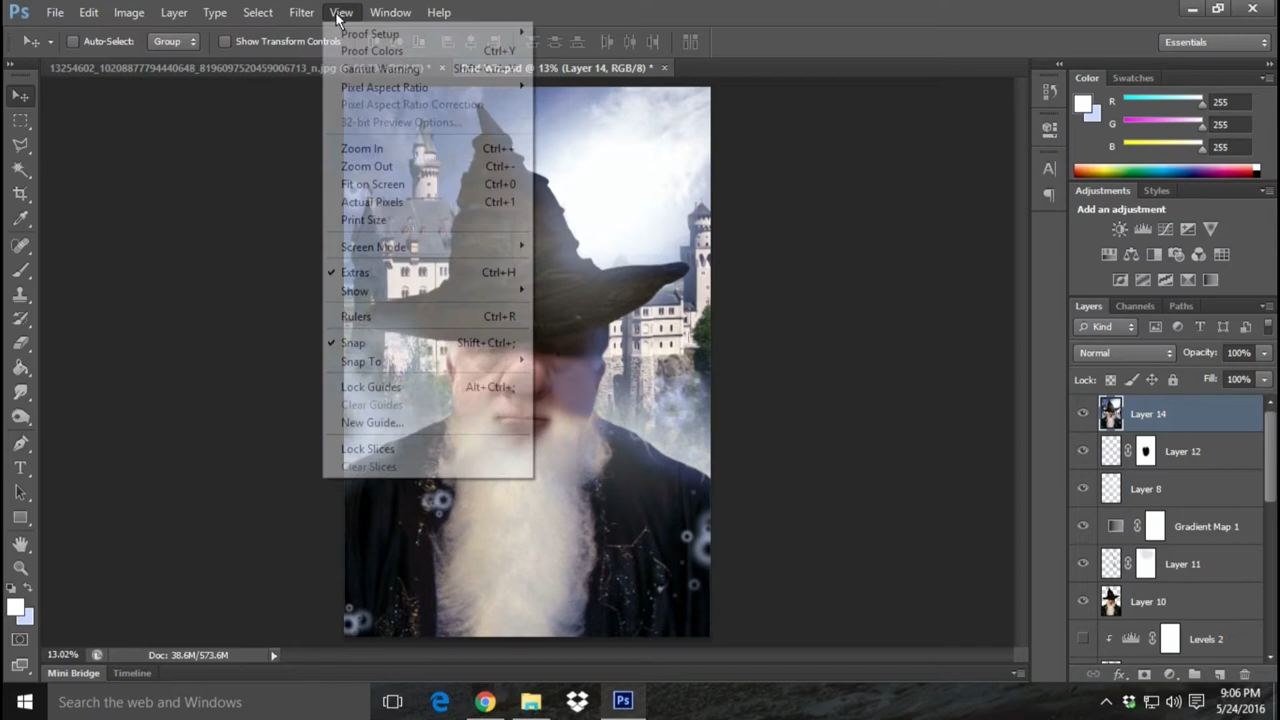 Ps File Edit Image Layer Type Select Filter View Window Help
Auto-Select: Group Show Transform Controls Essentials
13254602_10208877794440648_8196097520459006713_n.jpg
@ 13% (Layer 14, RGB/8) *
Proof Setup
Proof Colors Ctrl+Y
Gamut Warning
Pixel Aspect Ratio
Pixel Aspect Ratio Correction
32-bit Preview Options...
Zoom In Ctrl++
Zoom Out Ctrl+-
Fit on Screen Ctrl+0
Actual Pixels Ctrl+1
Print Size
Screen Mode
Extras Ctrl+H
Show
Rulers Ctrl+R
Snap Shift+Ctrl+;
Snap To
Lock Guides Alt+Ctrl+;
Clear Guides
New Guide...
Lock Slices
Clear Slices
Color Swatches
R 255
G 255
B 255
Adjustments Styles
Add an adjustment
Layers Channels Paths
Kind
Normal Opacity: 100%
Lock: Fill: 100%
Layer 14
Layer 12
Layer 8
Gradient Map 1
Layer 11
Layer 10
Levels 2
13.02% Doc: 38.6M/573.6M
Mini Bridge Timeline
Search the web and Windows
9:06 PM
5/24/2016